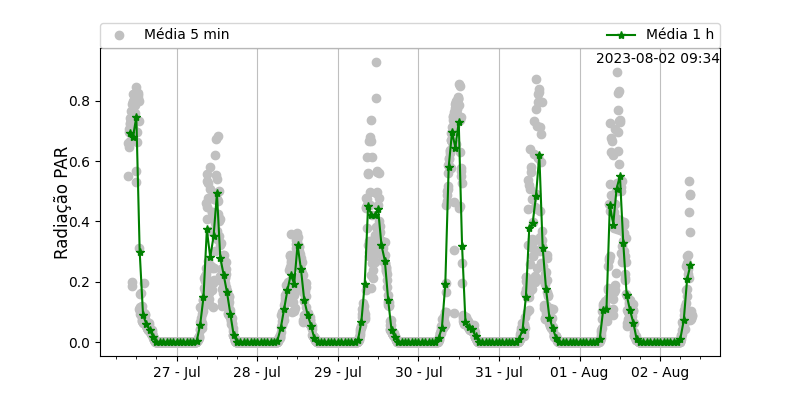 Média 5 min
Média 1 h
2023-08-02 09:34
Radiação PAR
0.8
0.6
0.4
0.2
0.0
27 - Jul
28 - Jul
29 - Jul
30 - Jul
31 - Jul
01 - Aug
02 - Aug